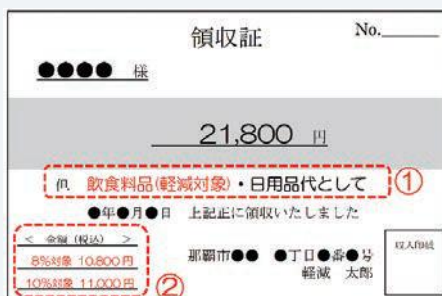 領収証
No.
●●●● 様
21,800 円
但 飲食料品(軽減対象)・日用品代として
①
●年●月●日 上記正に領収いたしました
< 金額(税込) >
8%対象 10,800円
10%対象 11,000円
②
那覇市●● ●丁目●番●号
軽減 太郎
収入印紙